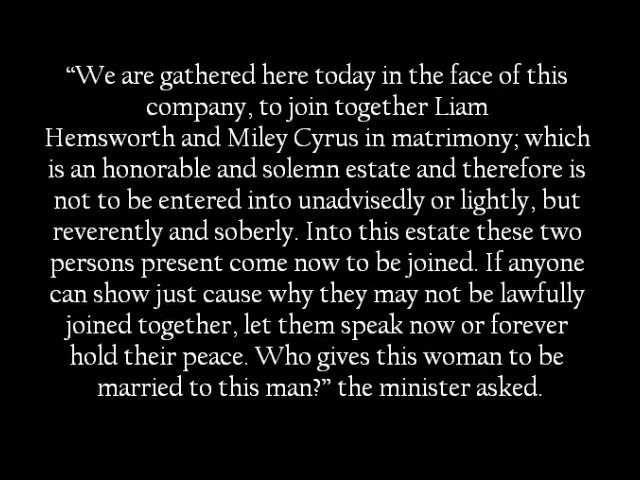 “We are gathered here today in the face of this
company, to join together Liam
Hemsworth and Miley Cyrus in matrimony; which
is an honorable and solemn estate and therefore is
not to be entered into unadvisedly or lightly, but
reverently and soberly. Into this estate these two
persons present come now to be joined. If anyone
can show just cause why they may not be lawfully
joined together, let them speak now or forever
hold their peace. Who gives this woman to be
married to this man?” the minister asked.